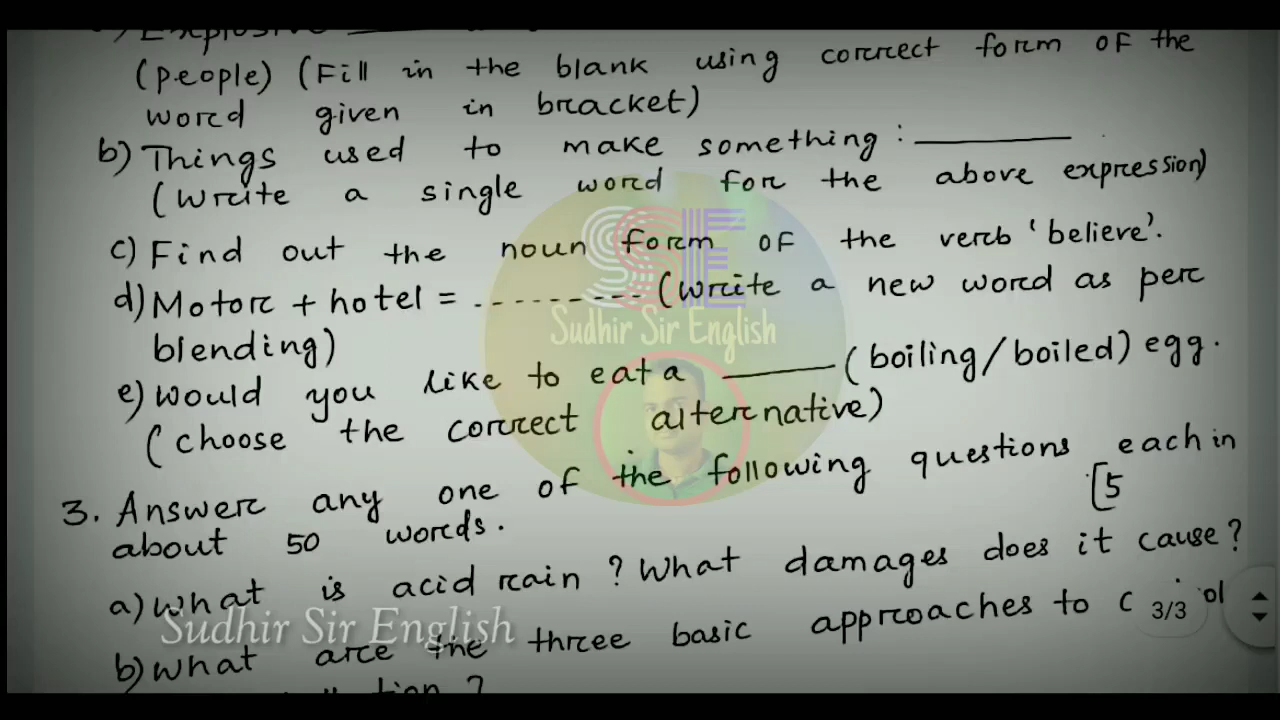 Explosive
(people) (Fill in the blank using correct form of the
word given in bracket)
b) Things used to make something : ________
(Write a single word for the above expression)
c) Find out the noun form of the verb 'believe'.
d) Motor + hotel = --------- (Write a new word as per
blending)
e) Would you like to eat a ______ (boiling/boiled) egg.
(choose the correct alternative)
3. Answer any one of the following questions each in
about 50 words. [5
a) What is acid rain ? What damages does it cause?
b) What are the three basic approaches to
?
SE
Sudhir Sir English
Sudhir Sir English
3/3